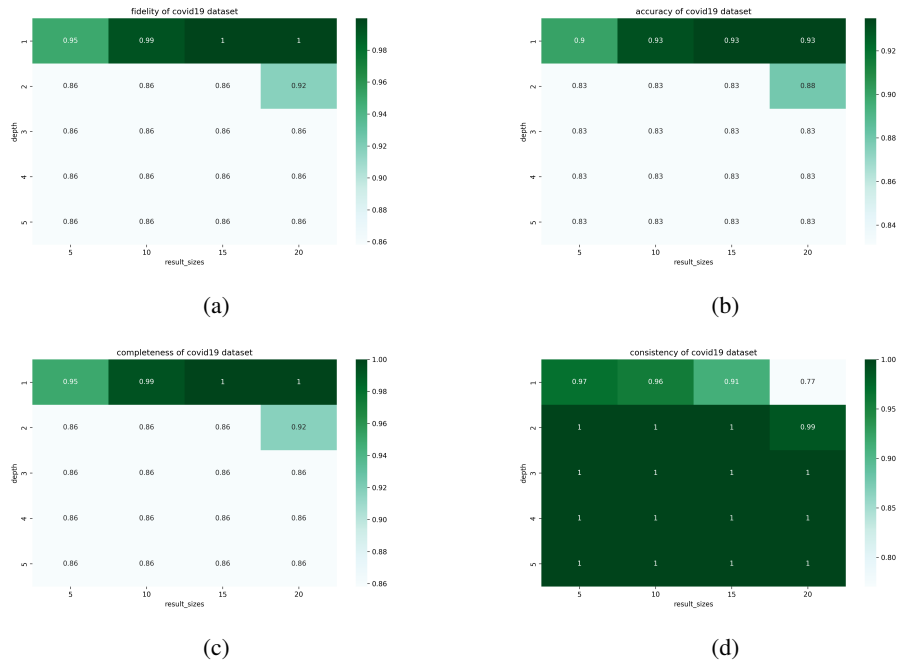 fidelity of covid19 dataset
depth
1 0.95 0.99 1 1
2 0.86 0.86 0.86 0.92
3 0.86 0.86 0.86 0.86
4 0.86 0.86 0.86 0.86
5 0.86 0.86 0.86 0.86
5 10 15 20
result_sizes
0.98
0.96
0.94
0.92
0.90
0.88
0.86
(a)
accuracy of covid19 dataset
depth
1 0.9 0.93 0.93 0.93
2 0.83 0.83 0.83 0.88
3 0.83 0.83 0.83 0.83
4 0.83 0.83 0.83 0.83
5 0.83 0.83 0.83 0.83
5 10 15 20
result_sizes
0.92
0.90
0.88
0.86
0.84
(b)
completeness of covid19 dataset
depth
1 0.95 0.99 1 1
2 0.86 0.86 0.86 0.92
3 0.86 0.86 0.86 0.86
4 0.86 0.86 0.86 0.86
5 0.86 0.86 0.86 0.86
5 10 15 20
result_sizes
1.00
0.98
0.96
0.94
0.92
0.90
0.88
0.86
(c)
consistency of covid19 dataset
depth
1 0.97 0.96 0.91 0.77
2 1 1 1 0.99
3 1 1 1 1
4 1 1 1 1
5 1 1 1 1
5 10 15 20
result_sizes
1.00
0.95
0.90
0.85
0.80
(d)